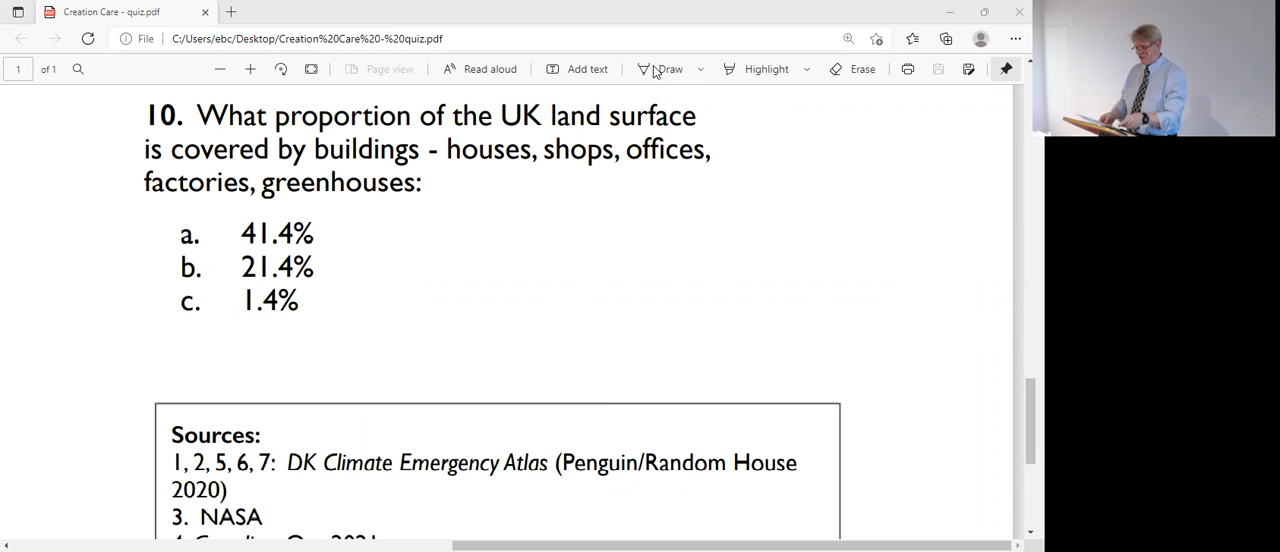 Creation Care - quiz.pdf
File C:/Users/ebc/Desktop/Creation%20Care%20-%20quiz.pdf
1 of 1 Page view Read aloud Add text Draw Highlight Erase
10. What proportion of the UK land surface
is covered by buildings - houses, shops, offices,
factories, greenhouses:
a. 41.4%
b. 21.4%
c. 1.4%
Sources:
1, 2, 5, 6, 7: DK Climate Emergency Atlas (Penguin/Random House
2020)
3. NASA